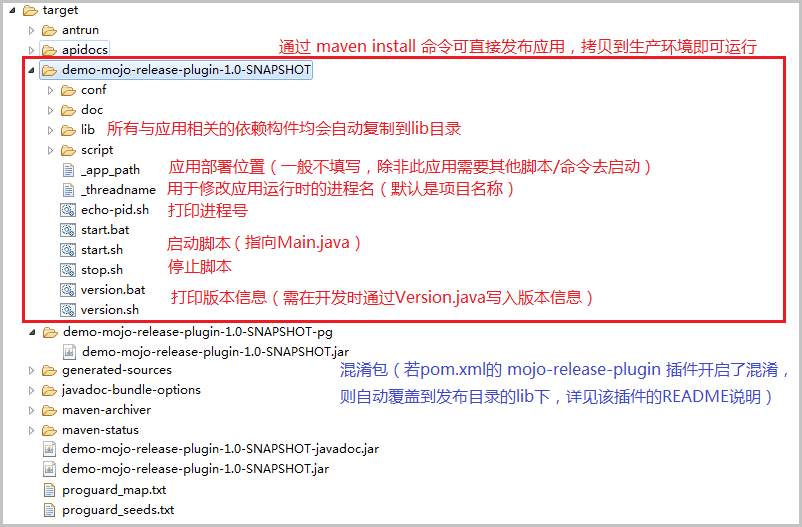 target
antrun
apidocs
通过 maven install 命令可直接发布应用，拷贝到生产环境即可运行
demo-mojo-release-plugin-1.0-SNAPSHOT
conf
doc
lib 所有与应用相关的依赖构件均会自动复制到lib目录
script
_app_path 应用部署位置（一般不填写，除非此应用需要其他脚本/命令去启动）
_threadname 用于修改应用运行时的进程名（默认是项目名称）
echo-pid.sh 打印进程号
start.bat
start.sh 启动脚本（指向Main.java）
stop.sh 停止脚本
version.bat
打印版本信息（需在开发时通过Version.java写入版本信息）
version.sh
demo-mojo-release-plugin-1.0-SNAPSHOT-pg
demo-mojo-release-plugin-1.0-SNAPSHOT.jar
generated-sources 混淆包（若pom.xml的 mojo-release-plugin 插件开启了混淆，
javadoc-bundle-options 则自动覆盖到发布目录的lib下，详见该插件的README说明）
maven-archiver
maven-status
demo-mojo-release-plugin-1.0-SNAPSHOT-javadoc.jar
demo-mojo-release-plugin-1.0-SNAPSHOT.jar
proguard_map.txt
proguard_seeds.txt